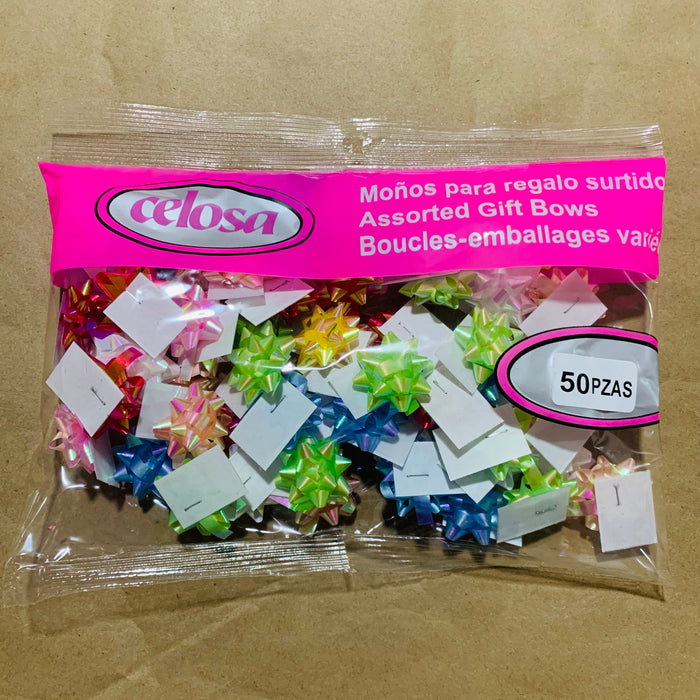 celosa
Moños para regalo surtido
Assorted Gift Bows
Boucles-emballages varié
50PZAS